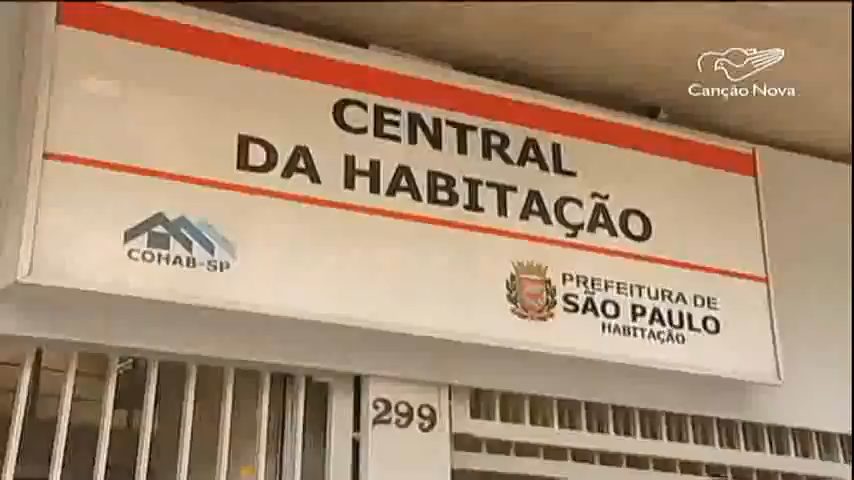 Canção Nova
CENTRAL
DA HABITAÇÃO
COHAB-SP
PREFEITURA DE
SÃO PAULO
HABITAÇÃO
299